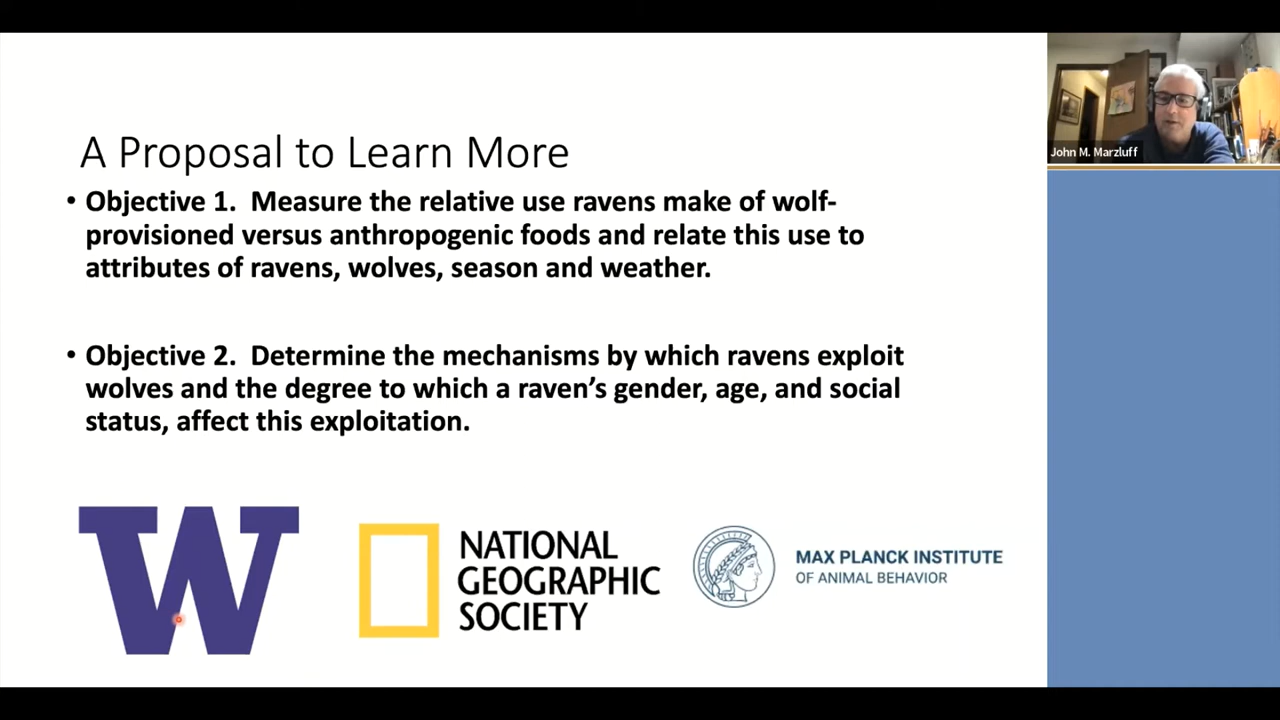 A Proposal to Learn More
• Objective 1.  Measure the relative use ravens make of wolf-
provisioned versus anthropogenic foods and relate this use to
attributes of ravens, wolves, season and weather.
• Objective 2.  Determine the mechanisms by which ravens exploit
wolves and the degree to which a raven’s gender, age, and social
status, affect this exploitation.
W
NATIONAL
GEOGRAPHIC
SOCIETY
MAX PLANCK INSTITUTE
OF ANIMAL BEHAVIOR
John M. Marzluff